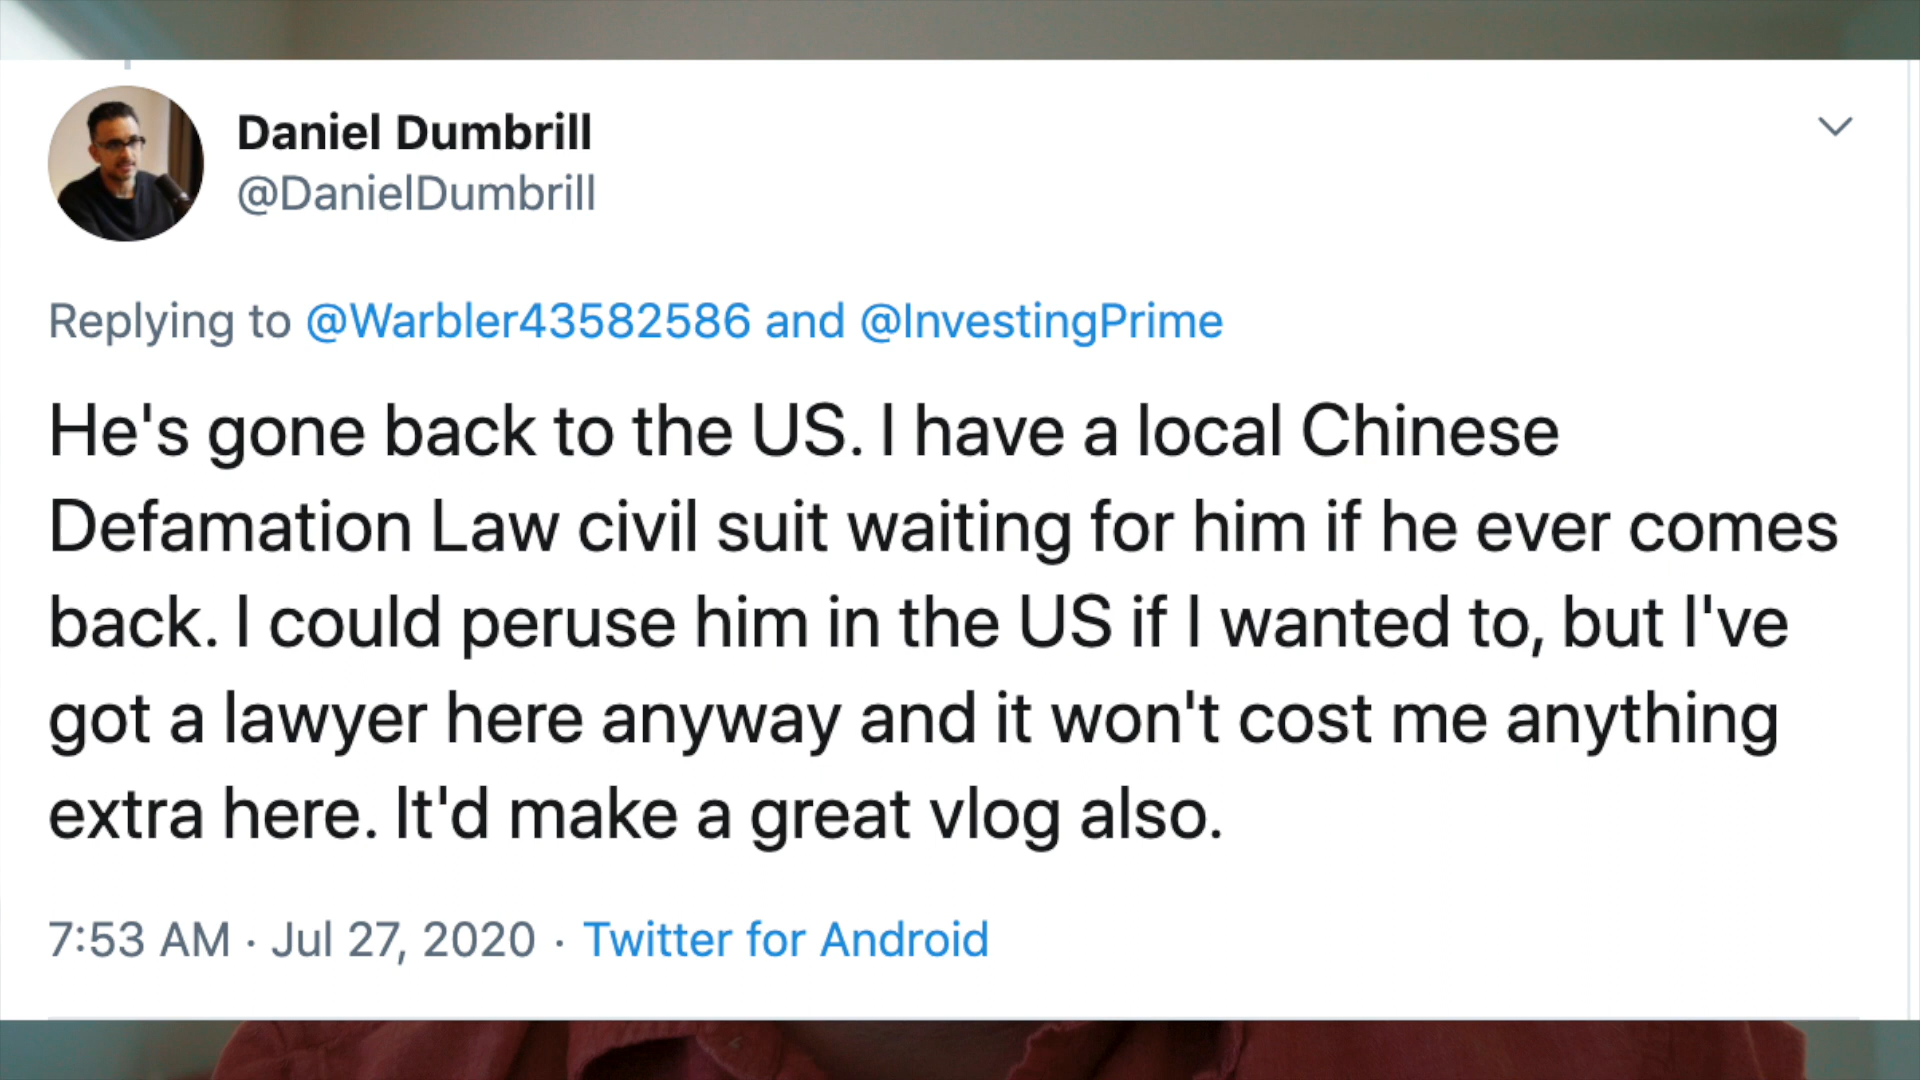 Daniel Dumbrill
@DanielDumbrill
Replying to @Warbler43582586 and @InvestingPrime
He's gone back to the US. I have a local Chinese
Defamation Law civil suit waiting for him if he ever comes
back. I could peruse him in the US if I wanted to, but I've
got a lawyer here anyway and it won't cost me anything
extra here. It'd make a great vlog also.
7:53 AM · Jul 27, 2020 · Twitter for Android